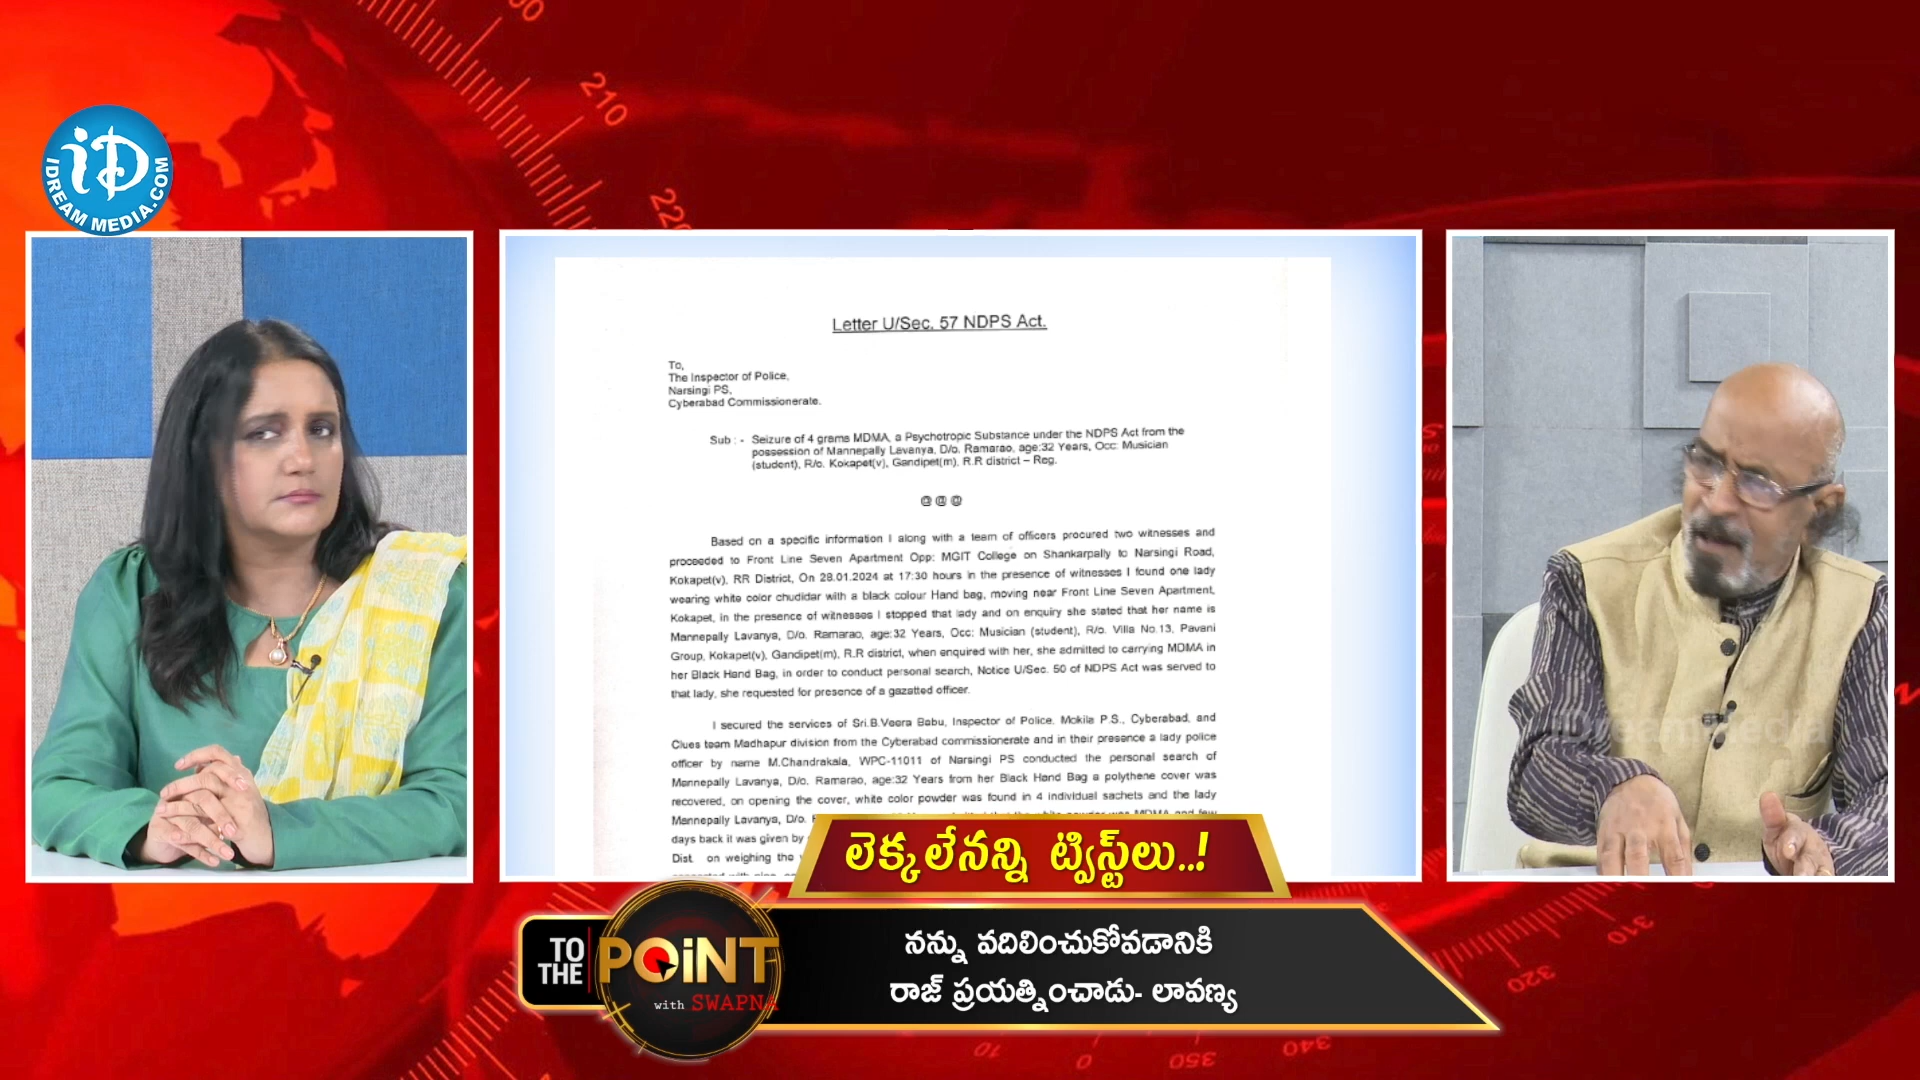 iD
IDREAM MEDIA.COM
210
220
Letter U/Sec. 57 NDPS Act.
To,
The Inspector of Police,
Narsingi PS,
Cyberabad Commissionerate.
Sub : - Seizure of 4 grams MDMA, a Psychotropic Substance under the NDPS Act from the
possession of Mannepally Lavanya, D/o. Ramarao, age:32 Years, Occ: Musician
(student), R/o. Kokapet(v), Gandipet(m), R.R district – Reg.
@@@
Based on a specific information I along with a team of officers procured two witnesses and
proceeded to Front Line Seven Apartment Opp: MGIT College on Shankarpally to Narsingi Road,
Kokapet(v), RR District, On 28.01.2024 at 17:30 hours in the presence of witnesses I found one lady
wearing white color chudidar with a black colour Hand bag, moving near Front Line Seven Apartment,
Kokapet, in the presence of witnesses I stopped that lady and on enquiry she stated that her name is
Mannepally Lavanya, D/o. Ramarao, age:32 Years, Occ: Musician (student), R/o. Villa No.13, Pavani
Group, Kokapet(v), Gandipet(m), R.R district, when enquired with her, she admitted to carrying MDMA in
her Black Hand Bag, in order to conduct personal search, Notice U/Sec. 50 of NDPS Act was served to
that lady, she requested for presence of a gazatted officer.
I secured the services of Sri.B.Veera Babu, Inspector of Police, Mokila P.S., Cyberabad, and
Clues team Madhapur division from the Cyberabad commissionerate and in their presence a lady police
officer by name M.Chandrakala, WPC-11011 of Narsingi PS conducted the personal search of
Mannepally Lavanya, D/o. Ramarao, age:32 Years from her Black Hand Bag a polythene cover was
recovered, on opening the cover, white color powder was found in 4 individual sachets and the lady
Mannepally Lavanya, D/o.
days back it was given by
Dist. on weighing the
లెక్కలేనన్ని ట్విస్ట్‌లు..!
TO THE POiNT
with SWAPNA
నన్ను వదిలించుకోవడానికి
రాజ్ ప్రయత్నించాడు- లావణ్య
iDream Media
310
320
10
0
350
340